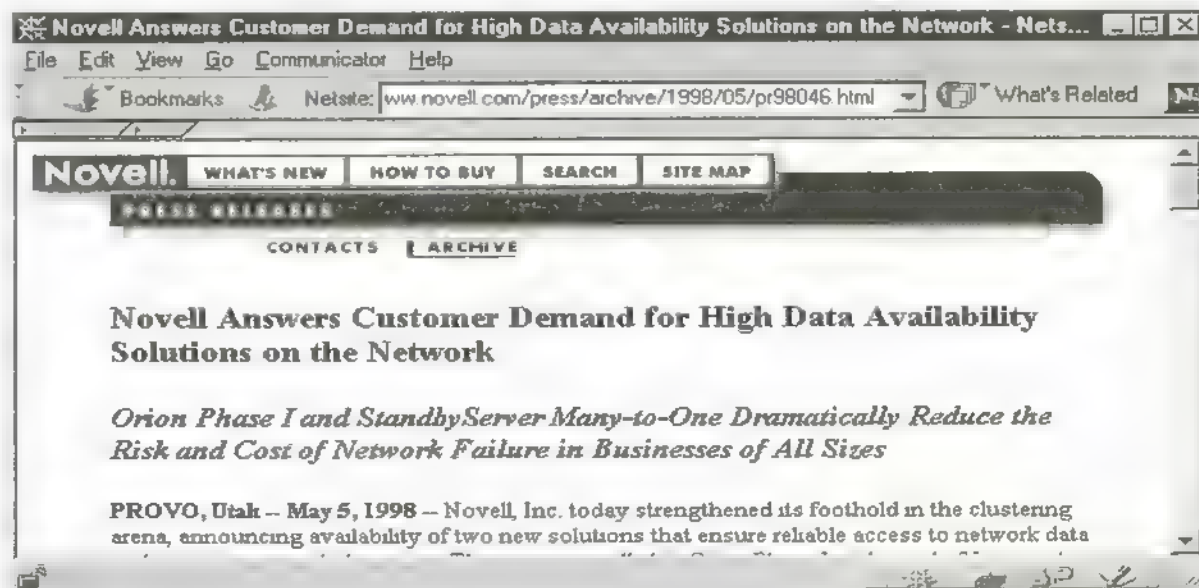 Novell Answers Customer Demand for High Data Availability Solutions on the Network - Nets...
File Edit View Go Communicator Help
Bookmarks Netsite: ww.novell.com/press/archive/1998/05/pr98046.html What's Related
Novell. WHAT'S NEW HOW TO BUY SEARCH SITE MAP
PRESS RELEASES
CONTACTS ARCHIVE
Novell Answers Customer Demand for High Data Availability
Solutions on the Network
Orion Phase I and StandbyServer Many-to-One Dramatically Reduce the
Risk and Cost of Network Failure in Businesses of All Sizes
PROVO, Utah -- May 5, 1998 -- Novell, Inc. today strengthened its foothold in the clustering
arena, announcing availability of two new solutions that ensure reliable access to network data